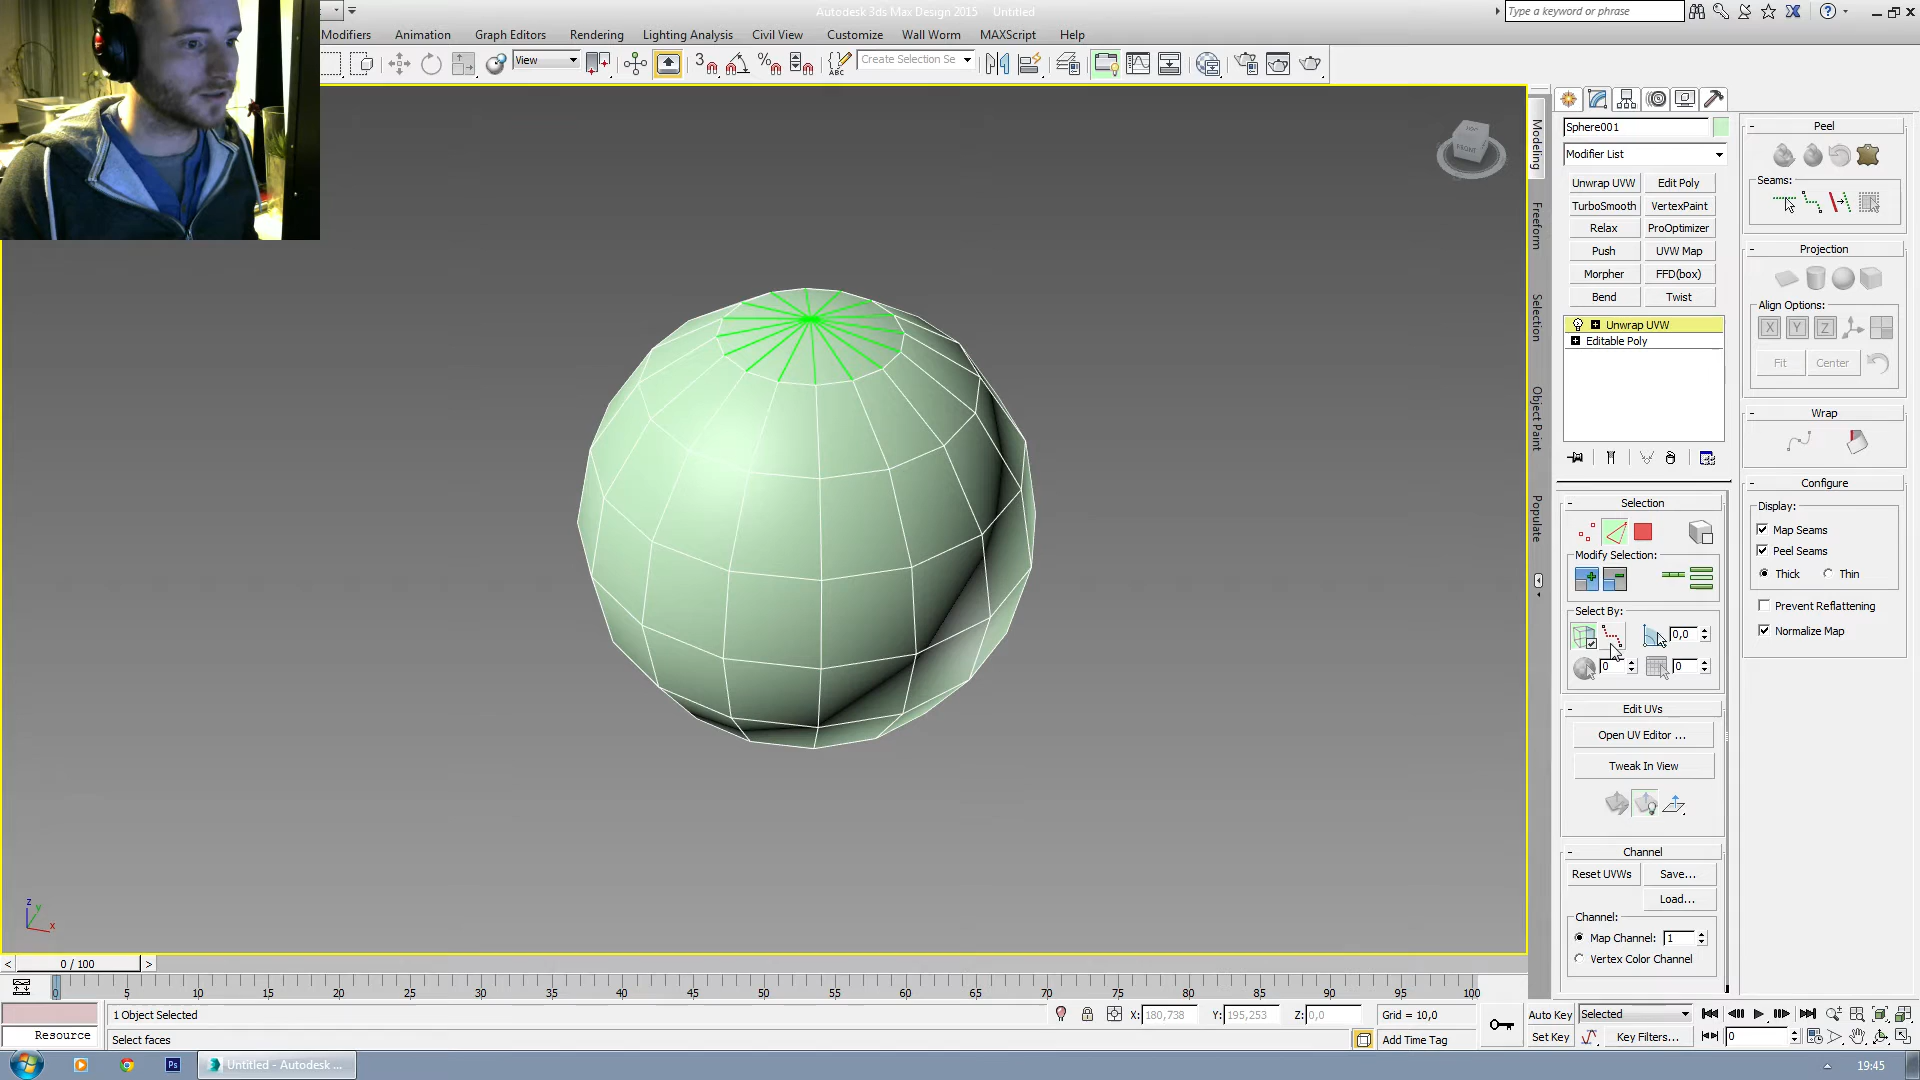 Autodesk 3ds Max Design 2015 Untitled
Type a keyword or phrase
Modifiers Animation Graph Editors Rendering Lighting Analysis Civil View Customize Wall Worm MAXScript Help
View
3
ABC
Create Selection Se
TOP
FRONT
Modeling
Freeform
Selection
Object Paint
Populate
Sphere001
Modifier List
Unwrap UVW Edit Poly
TurboSmooth VertexPaint
Relax ProOptimizer
Push UVW Map
Morpher FFD(box)
Bend Twist
Unwrap UVW
Editable Poly
Selection
Modify Selection:
Select By:
0,0
0 0
Edit UVs
Open UV Editor ...
Tweak In View
Channel
Reset UVWs Save...
Load...
Channel:
Map Channel: 1
Vertex Color Channel
Peel
Seams:
Projection
Align Options:
X Y Z
Fit Center
Wrap
Configure
Display:
Map Seams
Peel Seams
Thick Thin
Prevent Reflattening
Normalize Map
z
y
x
< 0 / 100 >
0 5 10 15 20 25 30 35 40 45 50 55 60 65 70 75 80 85 90 95 100
1 Object Selected X: 180,738 Y: 195,253 Z: 0,0 Grid = 10,0 Auto Key Selected
Resource Select faces Add Time Tag Set Key Key Filters... 0
Ps Untitled - Autodesk ... 19:45